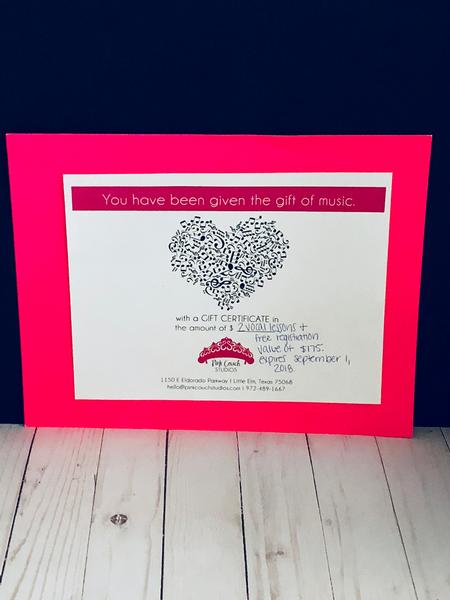 You have been given the gift of music.
with a GIFT CERTIFICATE in
the amount of $ 2 vocal lessons +
free registration
value of $175.
expires september 1,
2018.
Pink Couch
STUDIOS
1150 E Eldorado Parkway | Little Elm, Texas 75068
hello@pinkcouchstudios.com | 972-489-1667